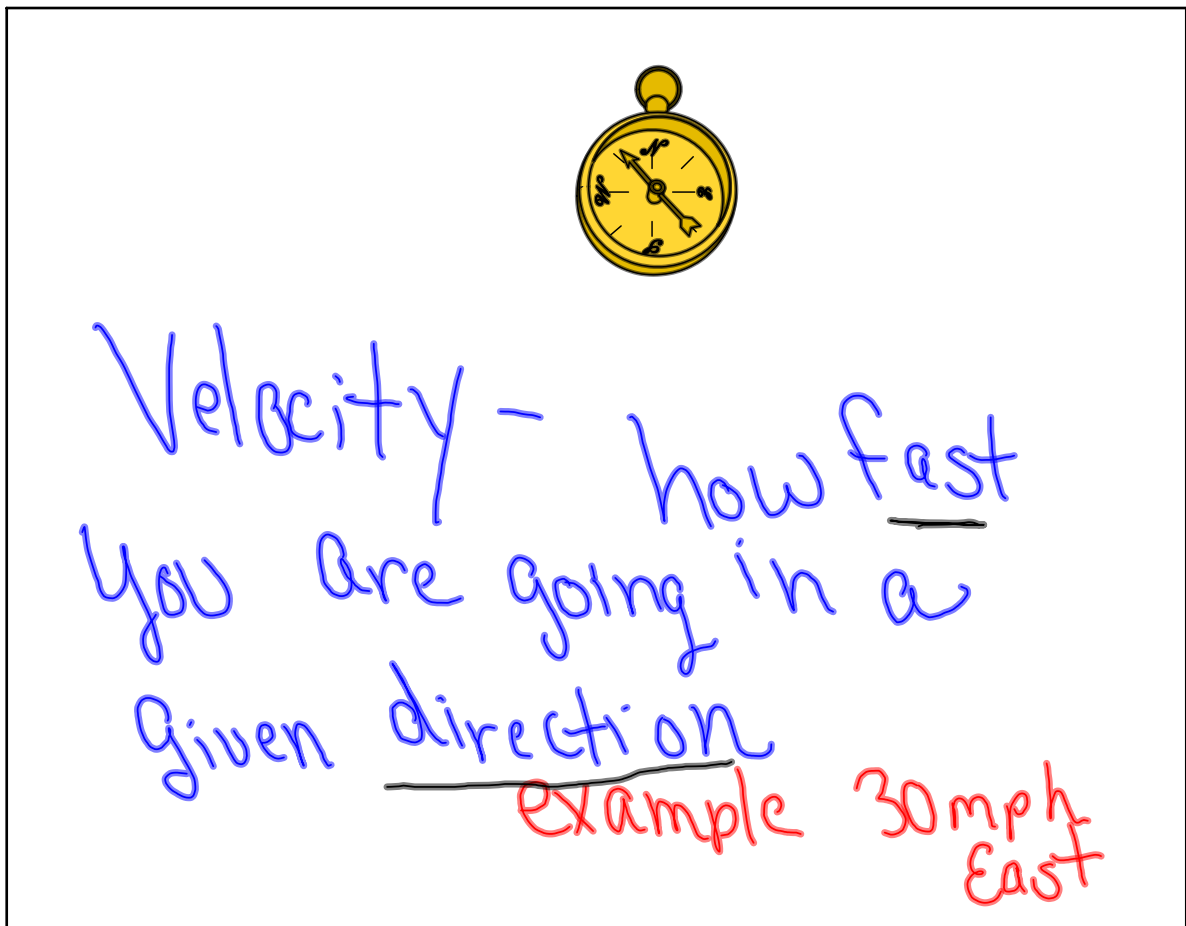 N
W
E
S
Velocity - how fast
you are going in a
given direction
example 30mph
East